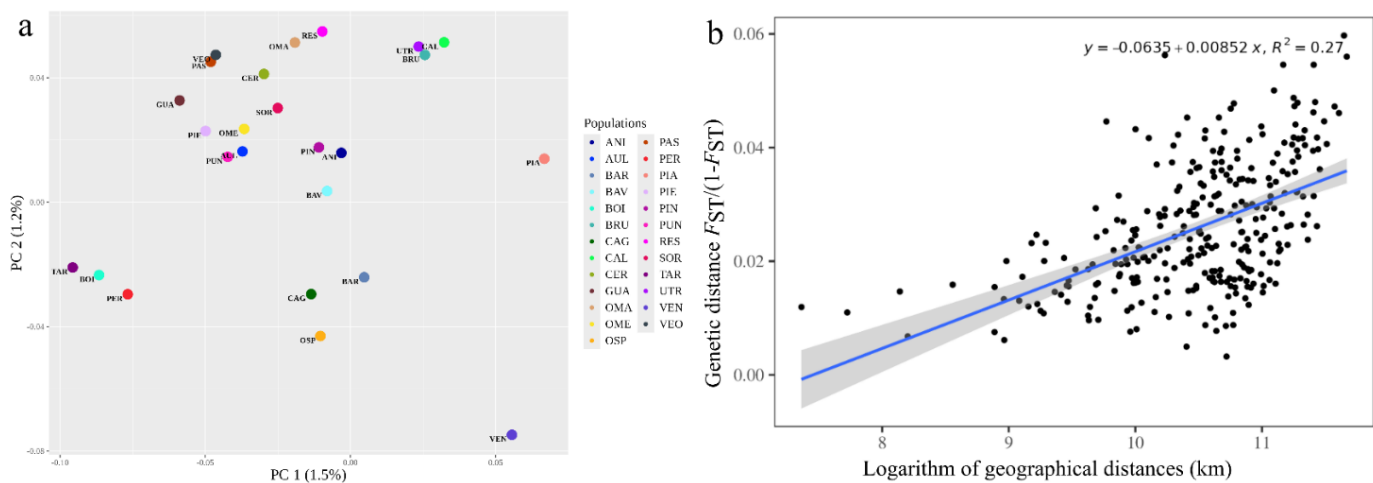 a
RES
OMA
UTR
CAL
BRU
VEO
PAS
CER
GUA
SOR
PIE
OME
AUL
PUN
PIN
ANI
PIA
BAV
TAR
BOI
PER
CAG
BAR
OSP
VEN
0.04
0.00
-0.04
-0.08
PC 2 (1.2%)
-0.10
-0.05
0.00
0.05
PC 1 (1.5%)
Populations
ANI PAS
AUL PER
BAR PIA
BAV PIE
BOI PIN
BRU PUN
CAG RES
CAL SOR
CER TAR
GUA UTR
OMA VEN
OME VEO
OSP
b
y = –0.0635 + 0.00852 x, R² = 0.27
0.06
0.04
0.02
0.00
Genetic distance FST/(1-FST)
8 9 10 11
Logarithm of geographical distances (km)